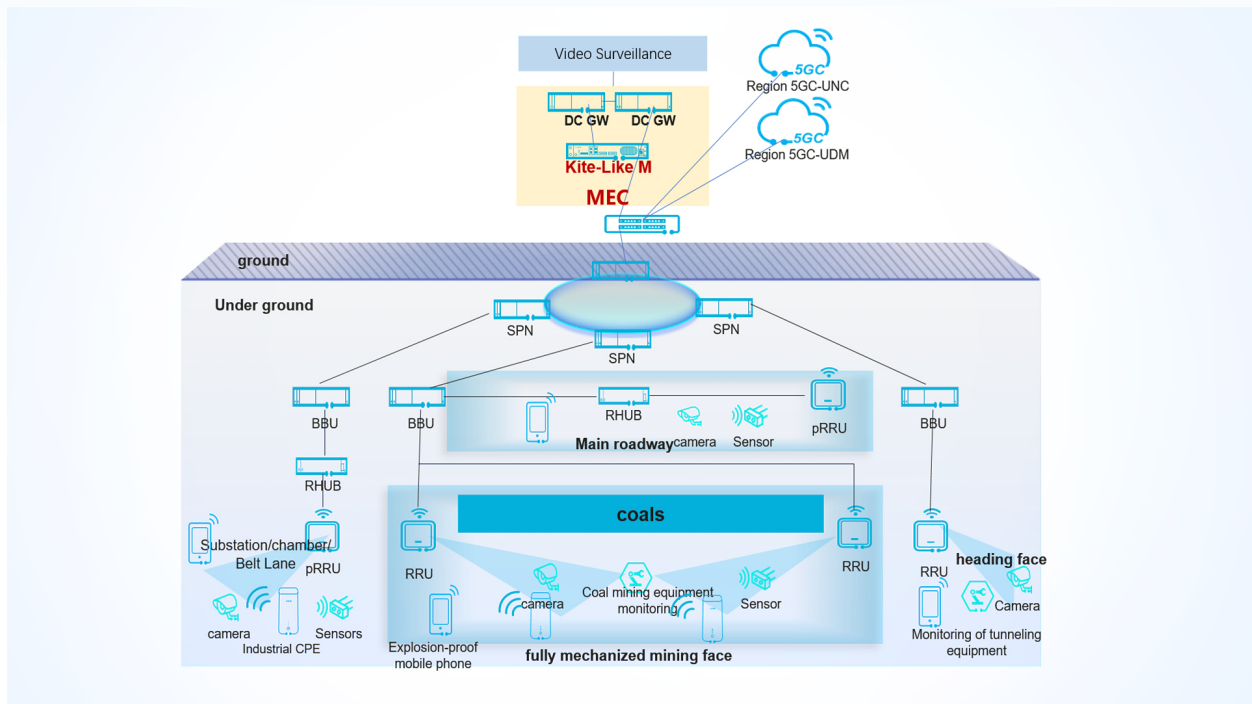 Video Surveillance
5GC
Region 5GC-UNC
DC GW
DC GW
5GC
Region 5GC-UDM
Kite-Like M
MEC
ground
Under ground
SPN
SPN
SPN
BBU
BBU
RHUB
pRRU
BBU
Main roadway
camera
Sensor
RHUB
coals
Substation/chamber/
Belt Lane
pRRU
RRU
RRU
RRU
heading face
camera
Coal mining equipment
monitoring
Sensor
Camera
camera
Sensors
Industrial CPE
Explosion-proof
mobile phone
fully mechanized mining face
Monitoring of tunneling
equipment